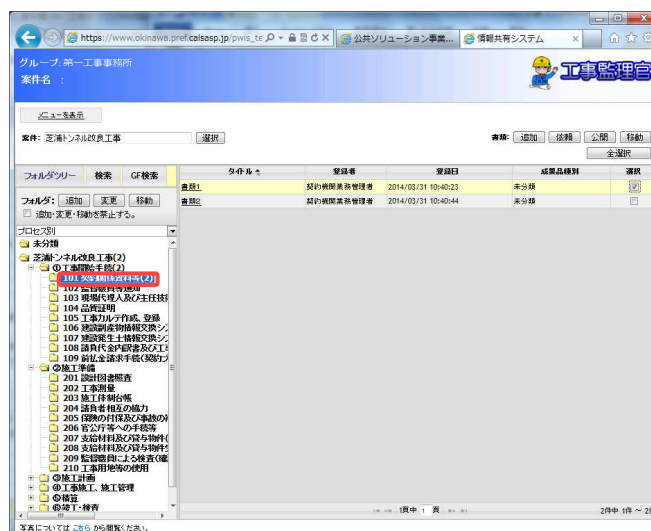 https://www.okinawa.pref.calsasp.jp/pwis_te
公共ソリューション事業...
情報共有システム
グループ:第一工事事務所
案件名 :
工事監理官
メニューを表示
案件: 芝浦トンネル改良工事
選択
書類: 追加 依頼 公開 移動
全選択
フォルダツリー 検索 GF検索
タイトル 登録者 登録日 成果品種別 選択
書類1 契約機関業務管理者 2014/03/31 10:40:23 未分類
書類2 契約機関業務管理者 2014/03/31 10:40:44 未分類
フォルダ: 追加 変更 移動
追加・変更・移動を禁止する。
プロセス別
未分類
芝浦トンネル改良工事(2)
①工事開始手続(2)
102 監督職員等通知
103 現場代理人及び主任技
104 品質証明
105 工事カルテ作成、登録
106 建設副産物情報交換シ
107 建設発生土情報交換シ
108 請負代金内訳書及び工
109 前払金請求手続(契約
②施工準備
201 設計図書照査
202 工事測量
203 施工体制台帳
204 請負者相互の協力
205 保険の付保及び事故の
206 官公庁等への手続等
207 支給材料及び貸与物件(
208 支給材料及び貸与物件
209 監督職員による検査(確
210 工事用地等の使用
③施工計画
④工事施工、施工管理
⑤積算
⑥竣工・検査
1頁中 1 頁
2件中 1件 ~ 2
写真については こちら から閲覧ください。